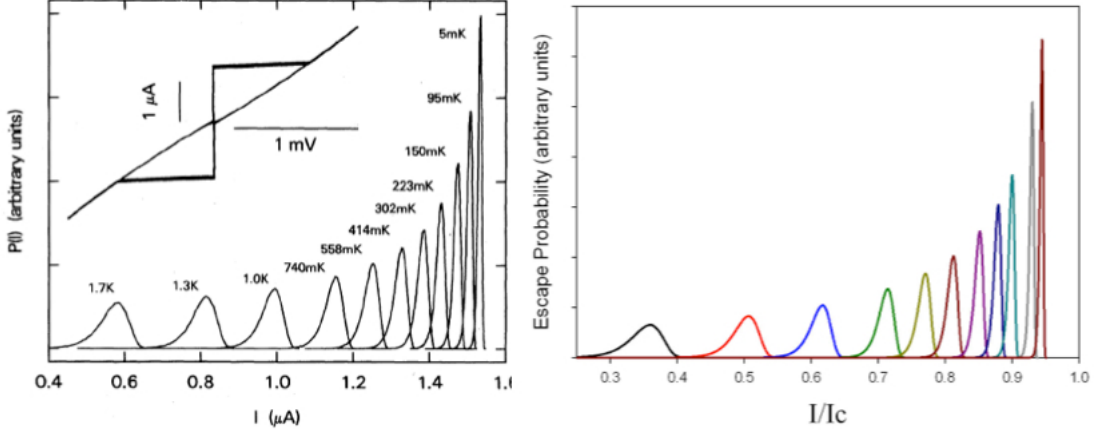 5mK
95mK
150mK
223mK
302mK
414mK
558mK
740mK
1.0K
1.3K
1.7K
1 μA
1 mV
P(I) (arbitrary units)
0.4 0.6 0.8 1.0 1.2 1.4 1.6
I (μA)
Escape Probability (arbitrary units)
0.3 0.4 0.5 0.6 0.7 0.8 0.9 1.0
I/Ic